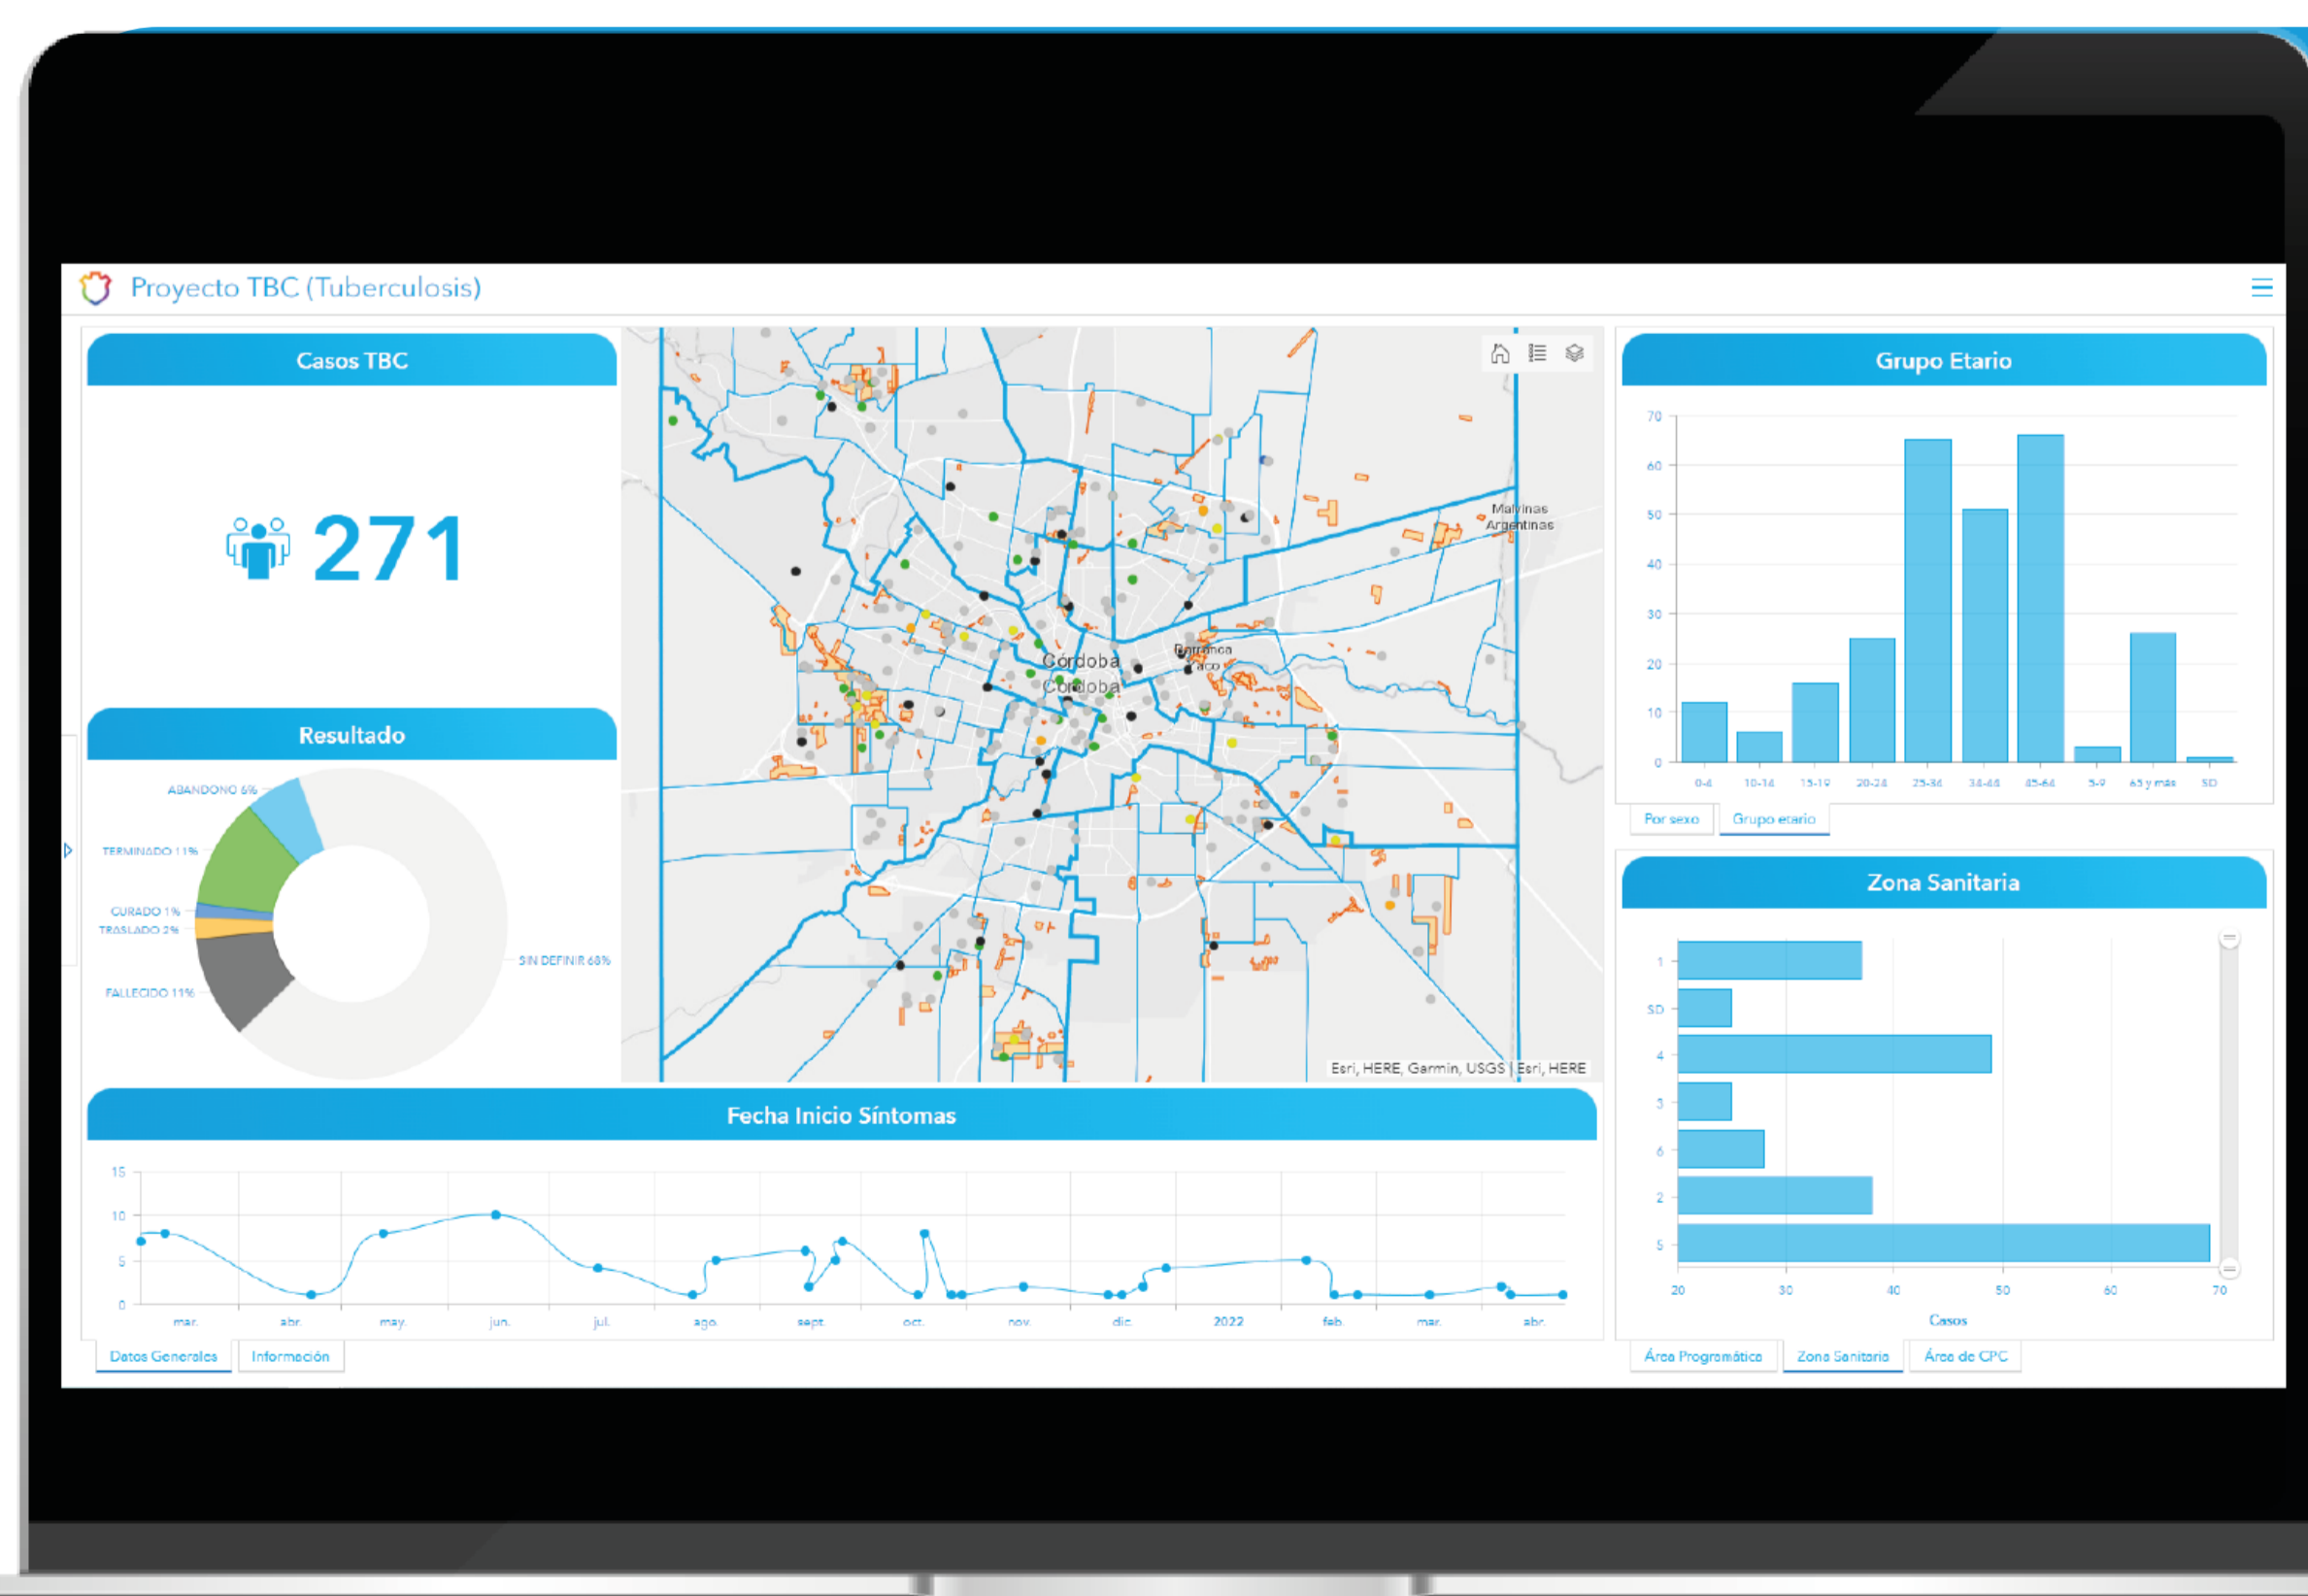 Proyecto TBC (Tuberculosis)
Casos TBC
271
Resultado
ABANDONO 6%
TERMINADO 11%
CURADO 1%
TRASLADO 2%
FALLECIDO 11%
SIN DEFINIR 68%
Malvinas
Argentinas
Córdoba
Córdoba
Barranca
Yaco
Esri, HERE, Garmin, USGS | Esri, HERE
Grupo Etario
70
60
50
40
30
20
10
0
0-4 10-14 15-19 20-24 25-34 34-44 45-64 5-9 65 y más SD
Por sexo Grupo etario
Zona Sanitaria
1
SD
4
3
6
2
5
20 30 40 50 60 70
Casos
Área Programática Zona Sanitaria Área de CPC
Fecha Inicio Síntomas
15
10
5
0
mar. abr. may. jun. jul. ago. sept. oct. nov. dic. 2022 feb. mar. abr.
Datos Generales Información